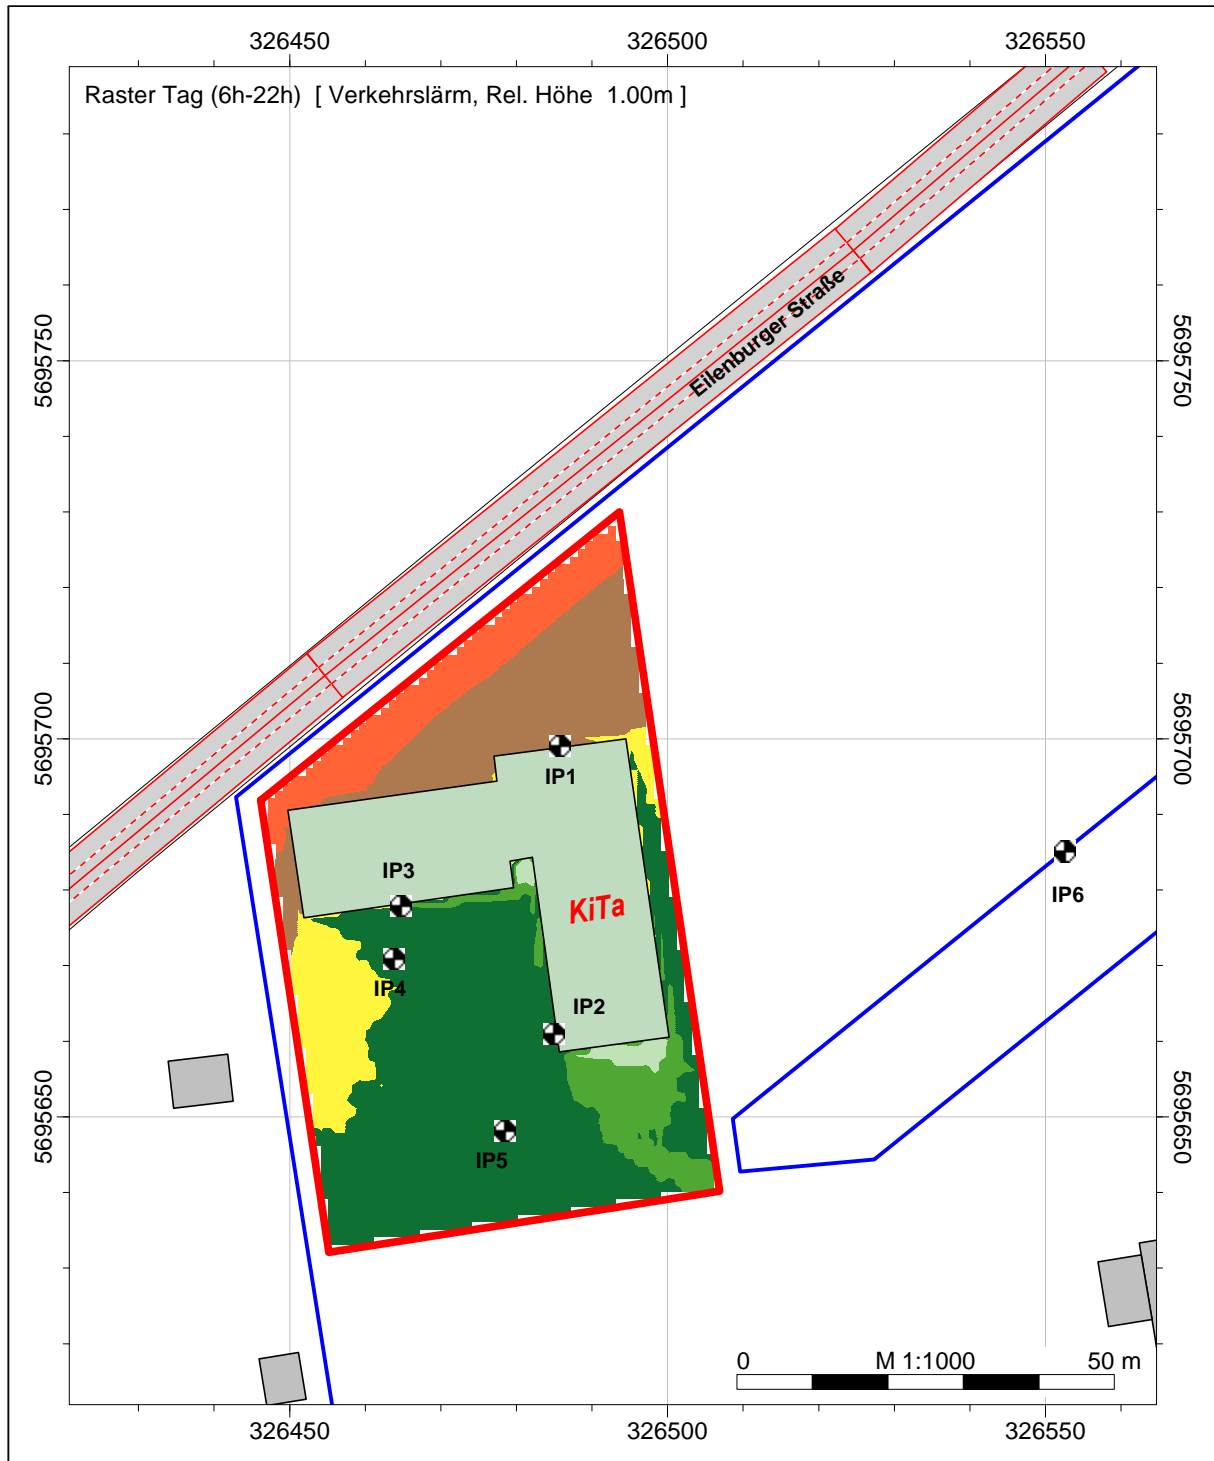 326450 326500 326550
Raster Tag (6h-22h) [ Verkehrslärm, Rel. Höhe 1.00m ]
Eilenburger Straße
5695750 5695750
5695700 5695700
IP1
IP3
IP6
KiTa
IP4
IP2
5695650 5695650
IP5
0 M 1:1000 50 m
326450 326500 326550